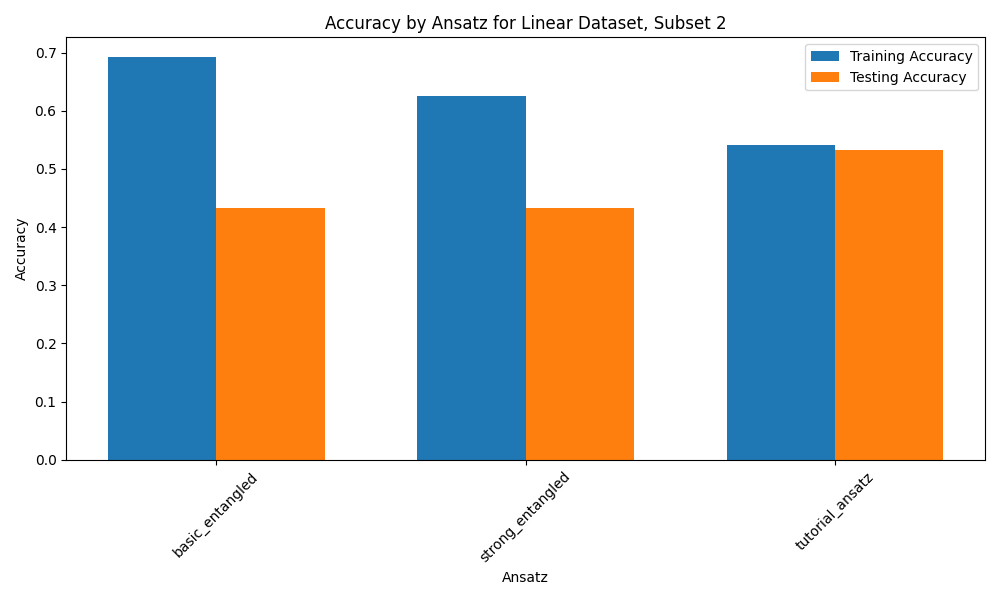 Accuracy by Ansatz for Linear Dataset, Subset 2
Training Accuracy
Testing Accuracy
Accuracy
0.7
0.6
0.5
0.4
0.3
0.2
0.1
0.0
basic_entangled
strong_entangled
tutorial_ansatz
Ansatz